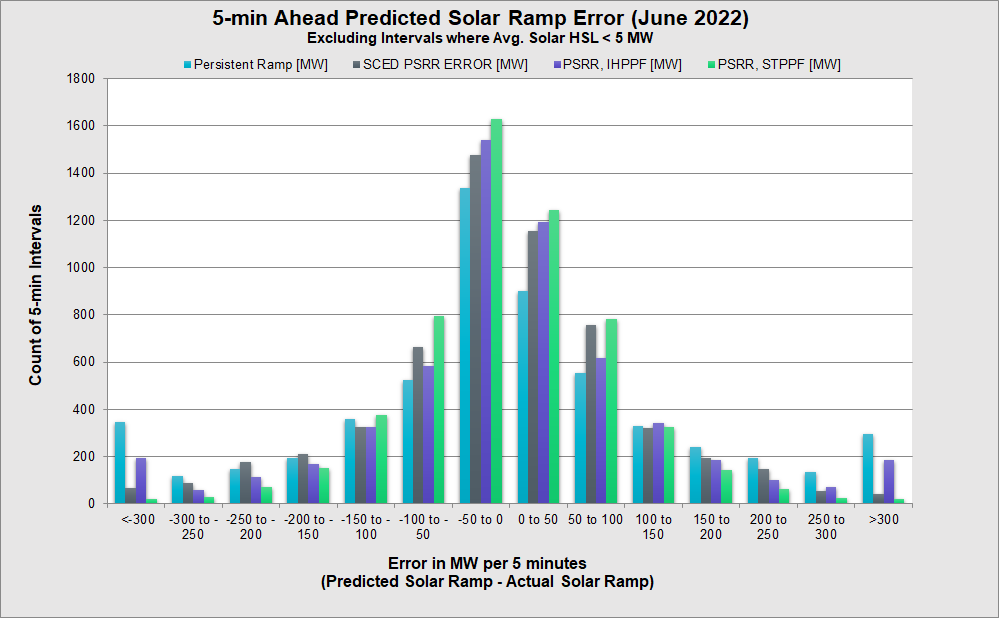 5-min Ahead Predicted Solar Ramp Error (June 2022)
Excluding Intervals where Avg. Solar HSL < 5 MW
Persistent Ramp [MW] SCED PSRR ERROR [MW] PSRR, IHPPF [MW] PSRR, STPPF [MW]
1800
1600
1400
1200
1000
800
600
400
200
0
Count of 5-min Intervals
<-300 -300 to - -250 to - -200 to - -150 to - -100 to - -50 to 0 0 to 50 50 to 100 100 to 150 to 200 to 250 to >300
250 200 150 100 50 150 200 250 300
Error in MW per 5 minutes
(Predicted Solar Ramp - Actual Solar Ramp)